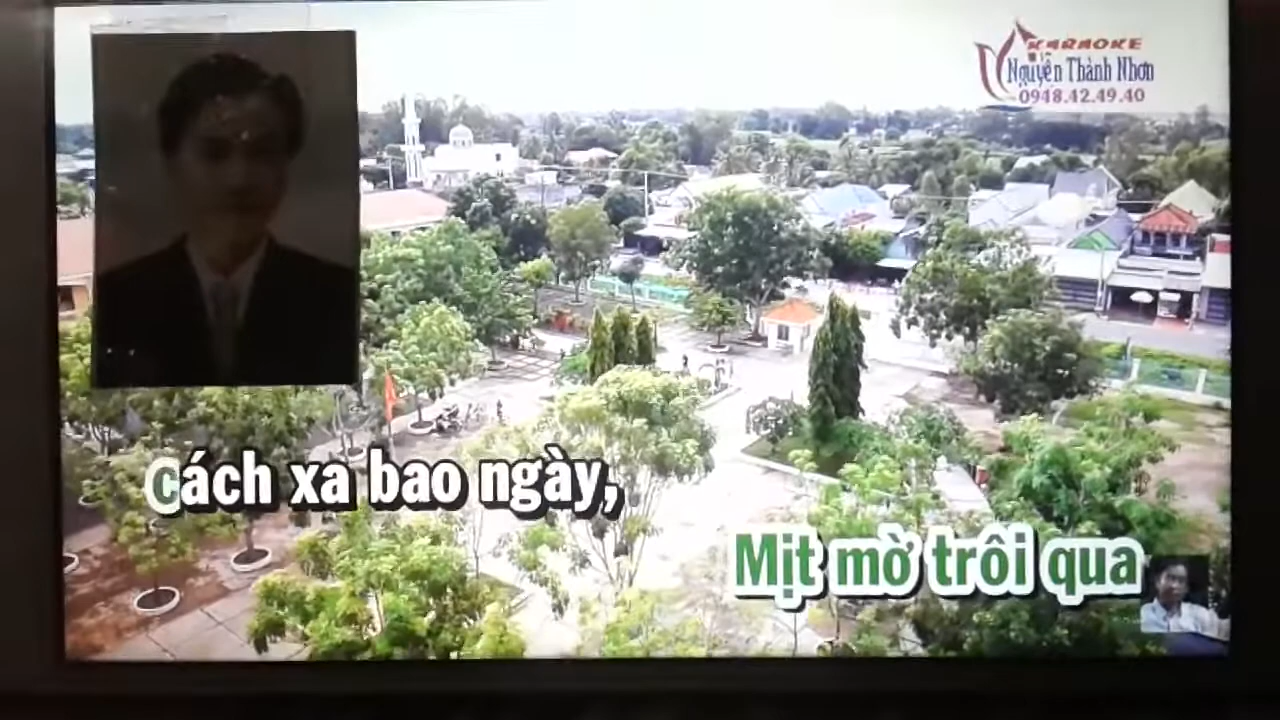 KARAOKE
Nguyễn Thành Nhơn
0948.42.49.40
Cách xa bao ngày,
Mịt mờ trôi qua